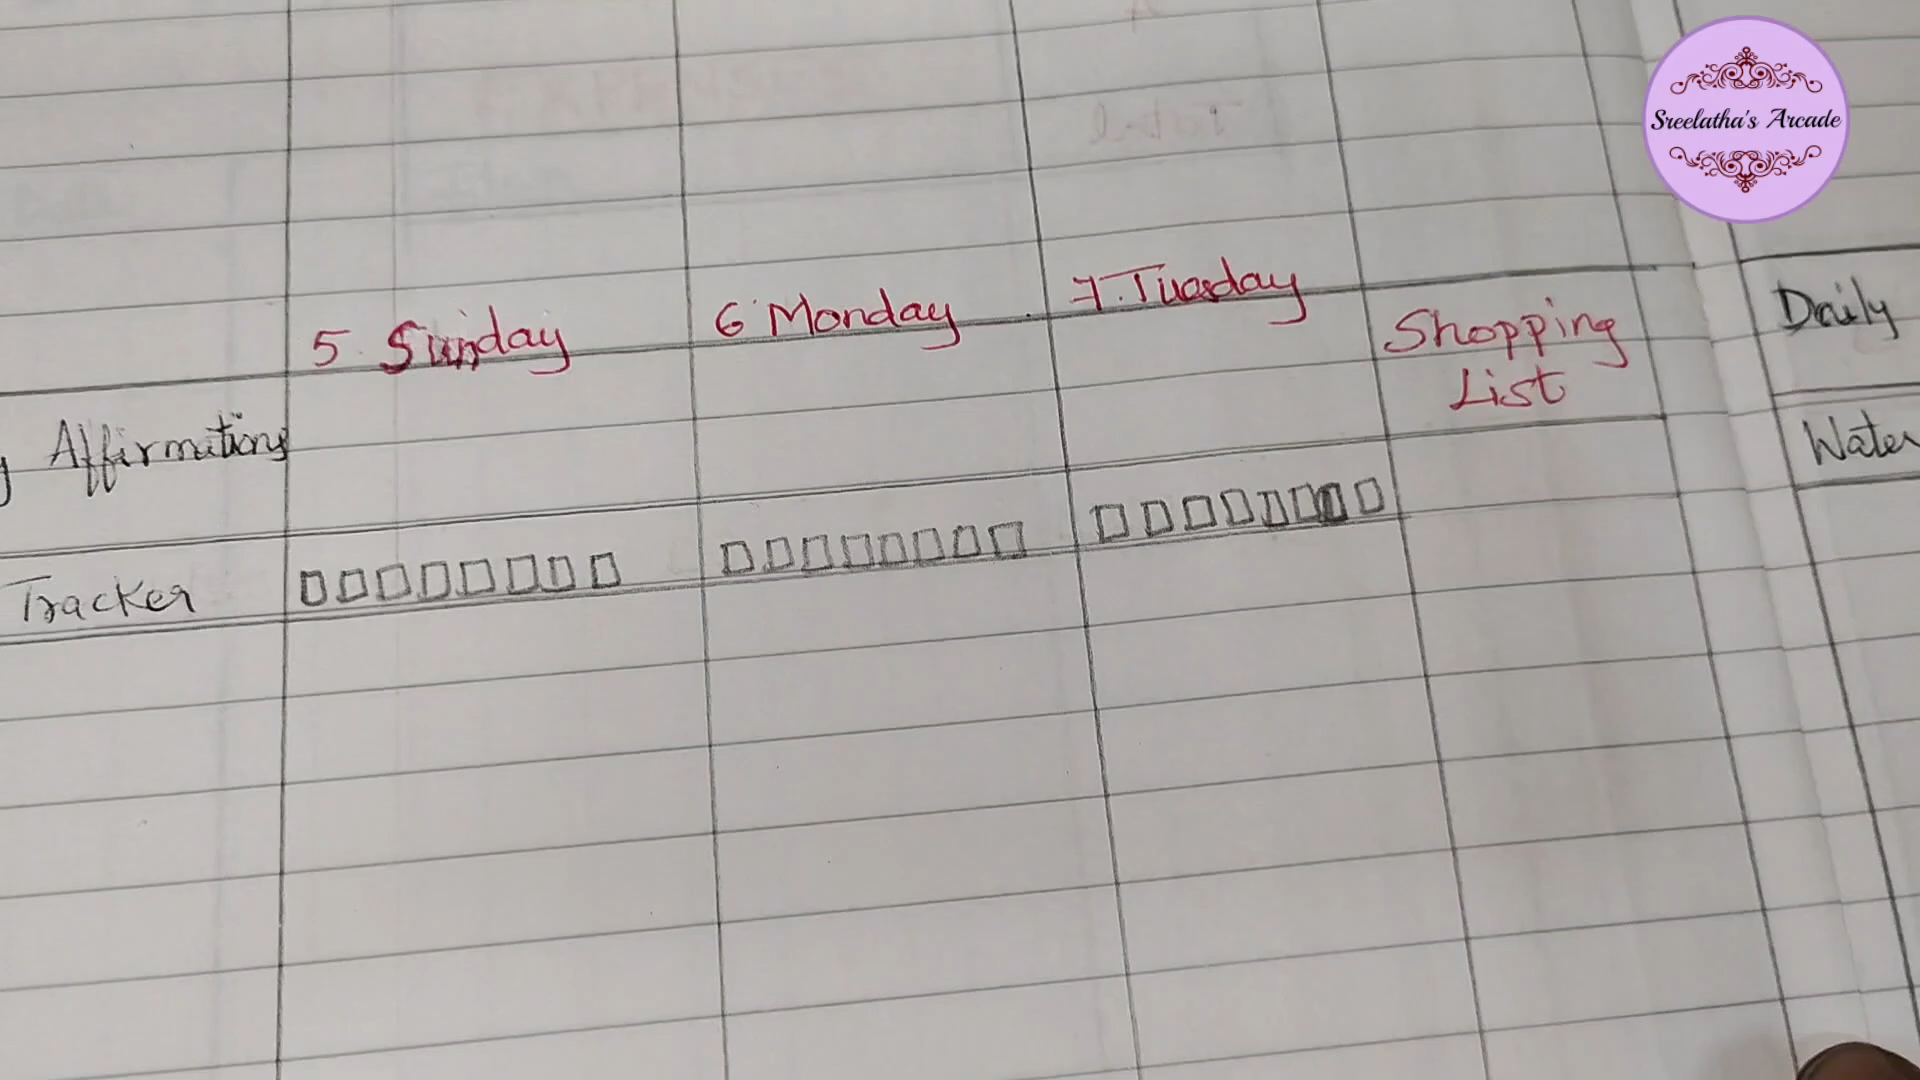 Sreelatha's Arcade
5. Sunday
6 Monday
7. Tuesday
Shopping
List
Affirmations
Tracker
Daily
Water